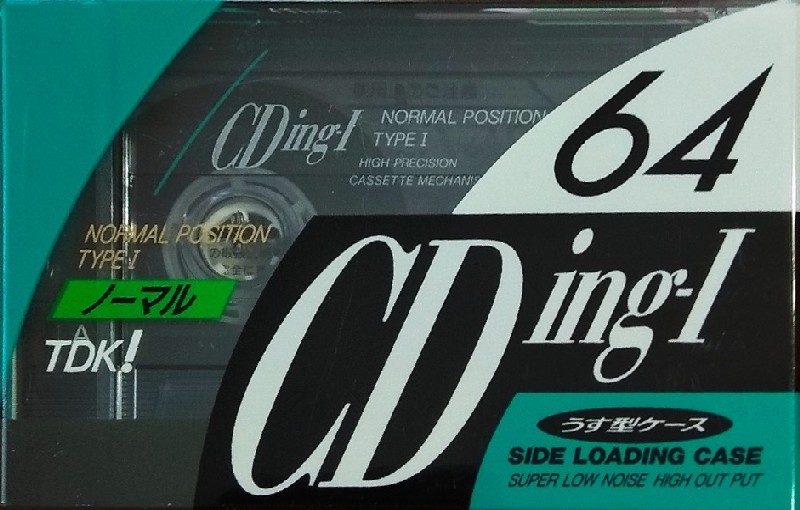 64
CDing-I
NORMAL POSITION
TYPE I
HIGH PRECISION
CASSETTE MECHANIS
NORMAL POSITION
TYPE I
ノーマル
A
TDK!
CDing-I
うす型ケース
SIDE LOADING CASE
SUPER LOW NOISE HIGH OUT PUT